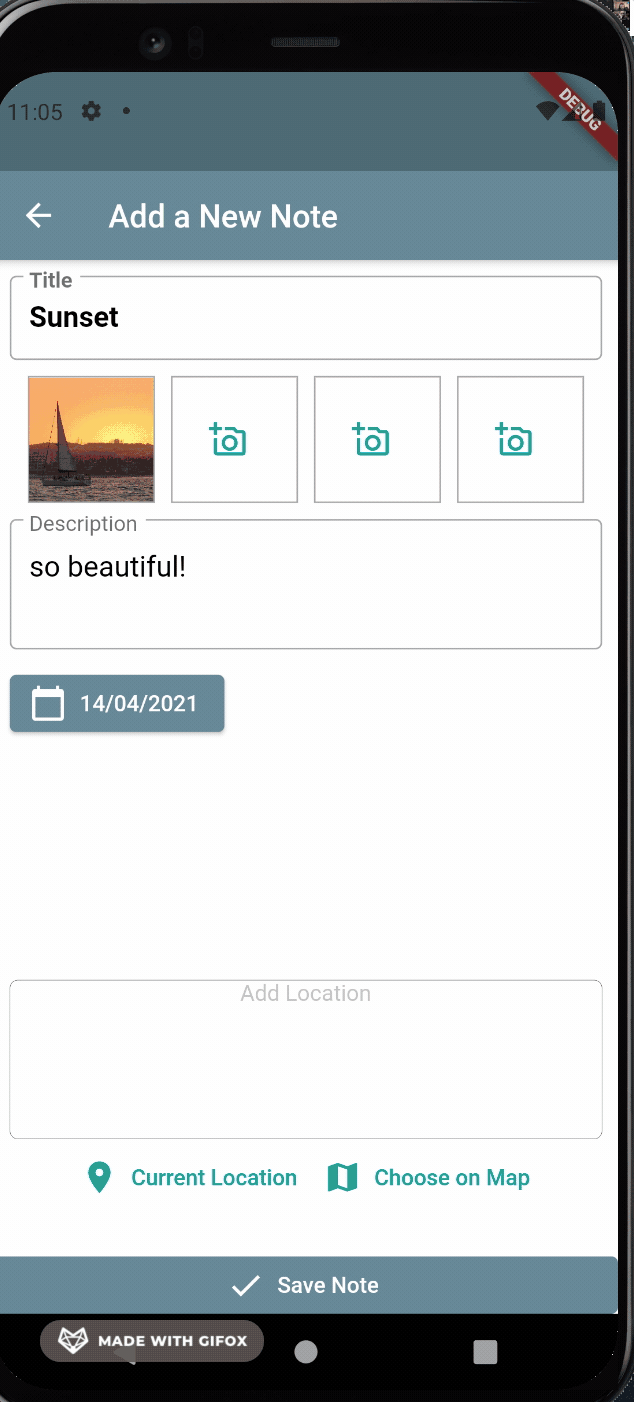 11:05
DEBUG
Add a New Note
Title
Sunset
Description
so beautiful!
14/04/2021
Add Location
Current Location
Choose on Map
Save Note
MADE WITH GIFOX